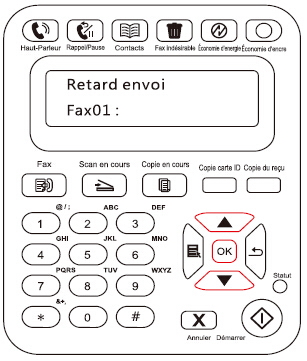 Haut-Parleur Rappel/Pause Contacts Fax Indésirable Économie d'energie Économie d'encre
Retard envoi
Fax01 :
Fax Scan en cours Copie en cours Copie carte ID Copie du reçu
@/: ABC DEF
1 2 3
GHI JKL MNO
4 5 6 OK
PQRS TUV WXYZ
7 8 9 Statut
&+,
* 0 # X
Annuler Démarrer